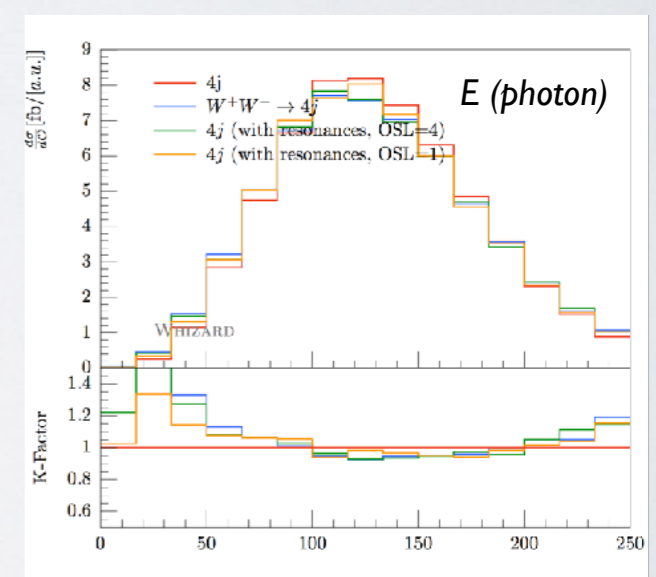 9
8
7
6
5
4
3
2
1
0
dσ/dO [fb/[a.u.]]
4j
W⁺W⁻ → 4j
4j (with resonances, OSL=4)
4j (with resonances, OSL=1)
E (photon)
WHIZARD
1.4
1.2
1
0.8
0.6
K-Factor
0 50 100 150 200 250